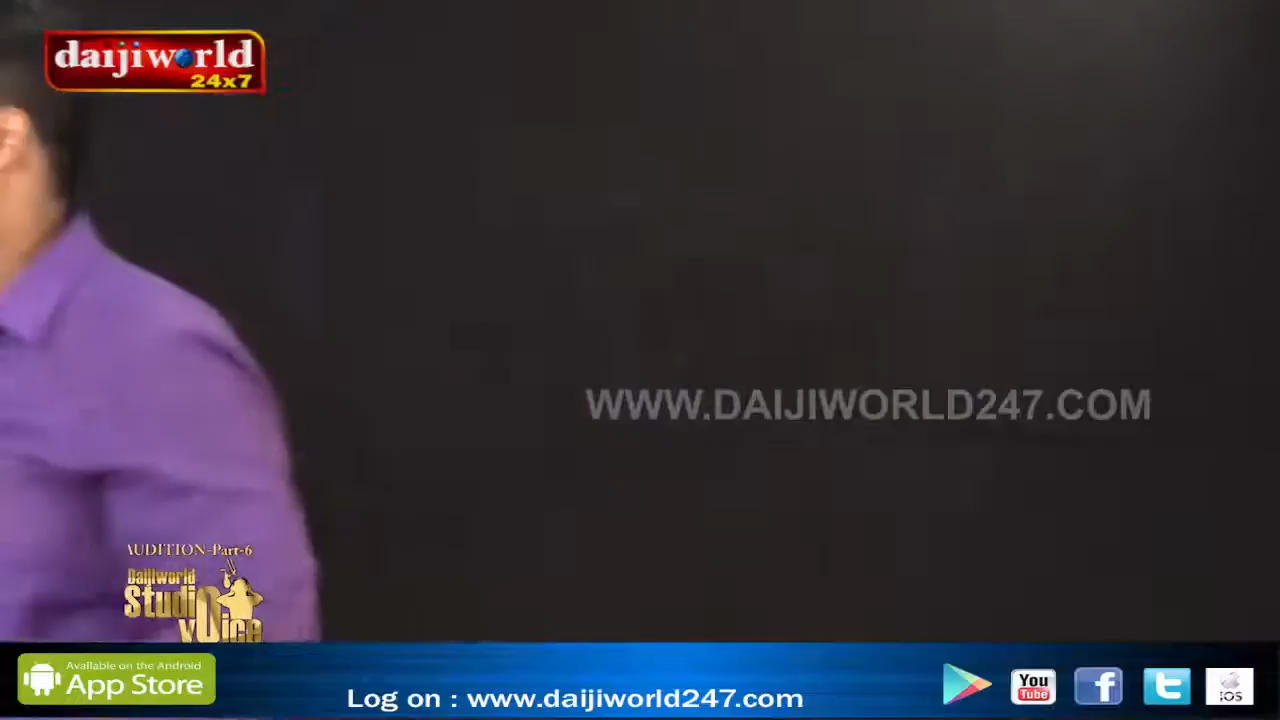 daijiworld
24x7
WWW.DAIJIWORLD247.COM
AUDITION-Part-6
Daijiworld
Studio
voice
Available on the Android
App Store
Log on : www.daijiworld247.com
You
Tube
f
t
iOS